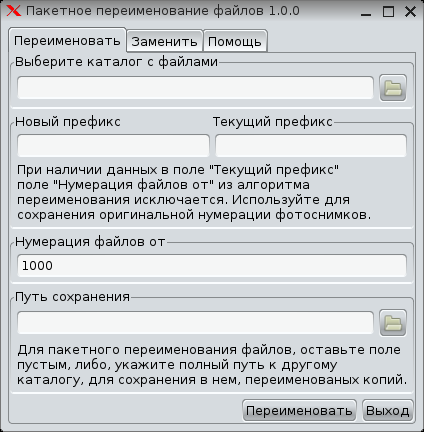 Пакетное переименование файлов 1.0.0
Переименовать Заменить Помощь
Выберите каталог с файлами
Новый префикс Текущий префикс
При наличии данных в поле "Текущий префикс"
поле "Нумерация файлов от" из алгоритма
переименования исключается. Используйте для
сохранения оригинальной нумерации фотоснимков.
Нумерация файлов от
1000
Путь сохранения
Для пакетного переименования файлов, оставьте поле
пустым, либо, укажите полный путь к другому
каталогу, для сохранения в нем, переименованых копий.
Переименовать Выход